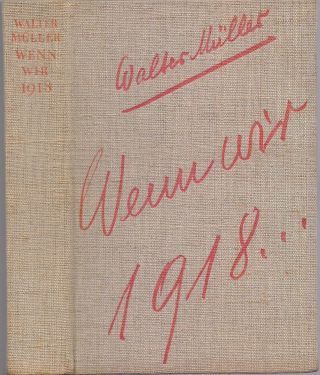 WALTER
MÜLLER
WENN
WIR
1918
Walter Müller
Wenn wir
1918...